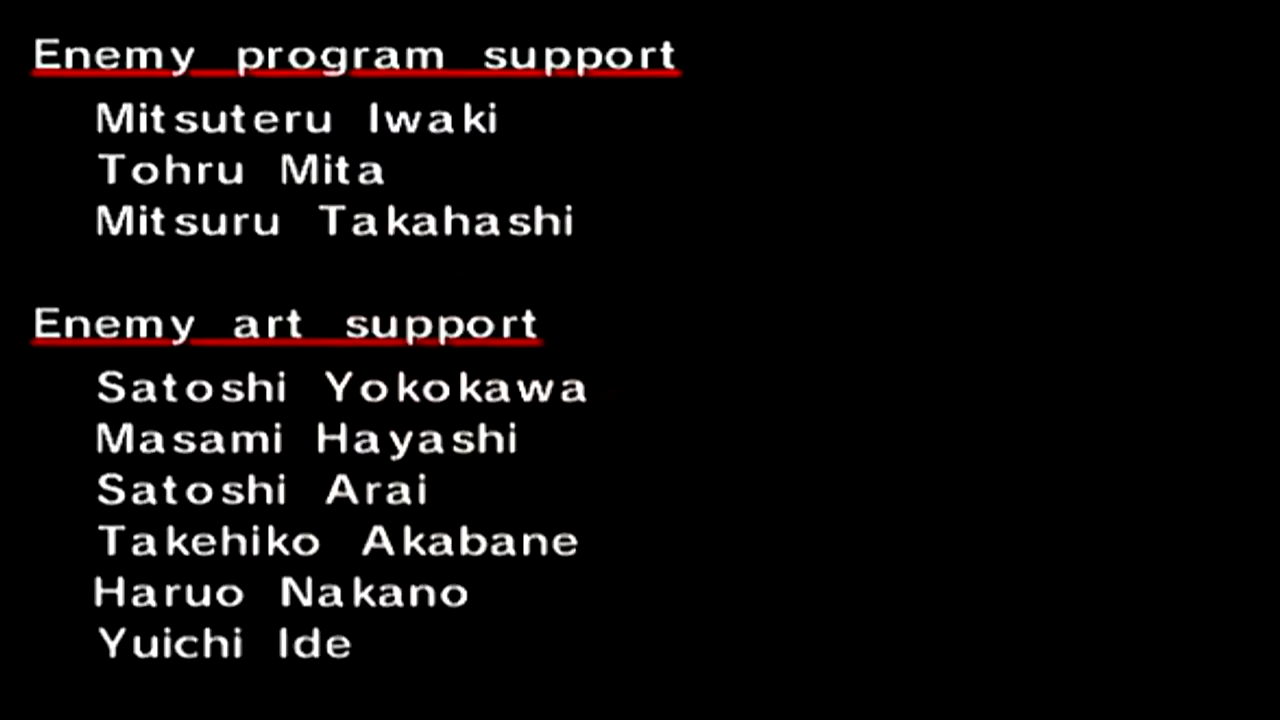 Enemy program support
Mitsuteru Iwaki
Tohru Mita
Mitsuru Takahashi
Enemy art support
Satoshi Yokokawa
Masami Hayashi
Satoshi Arai
Takehiko Akabane
Haruo Nakano
Yuichi Ide